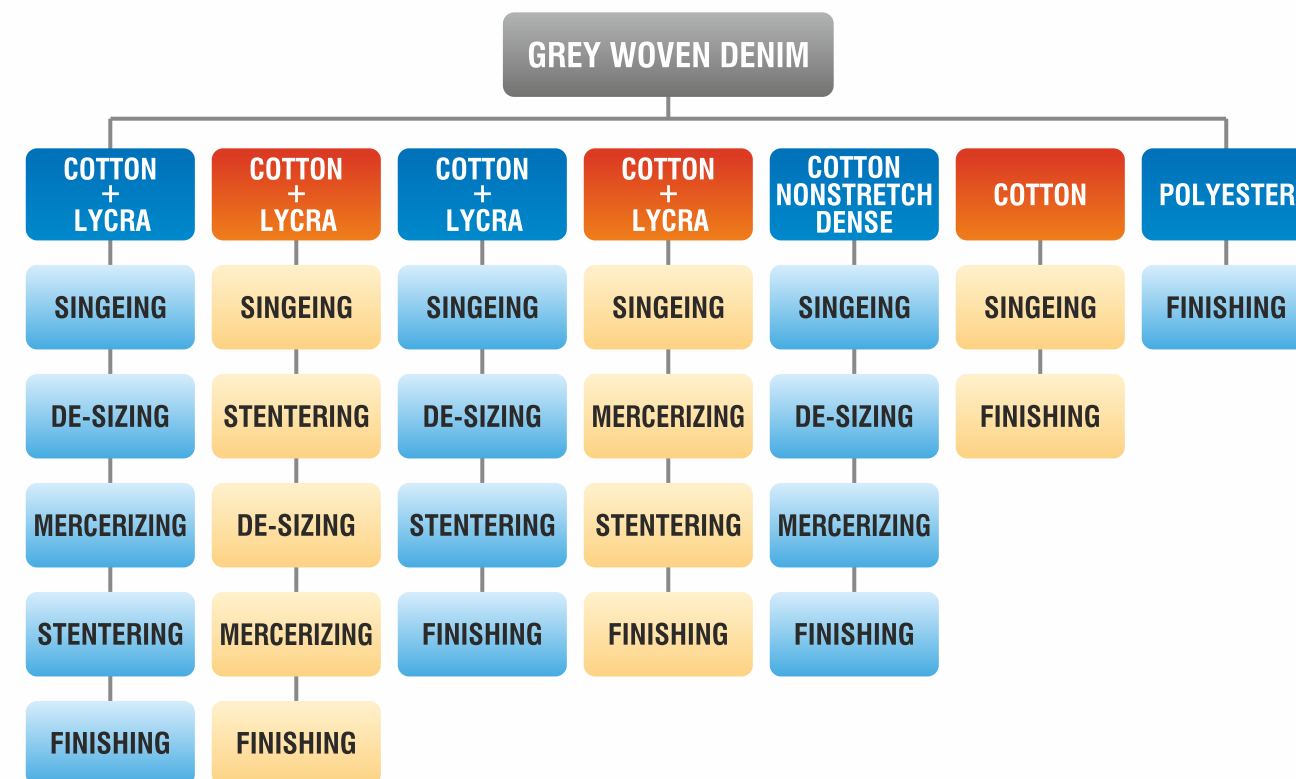 GREY WOVEN DENIM
COTTON
+
LYCRA
SINGEING
DE-SIZING
MERCERIZING
STENTERING
FINISHING
COTTON
+
LYCRA
SINGEING
STENTERING
DE-SIZING
MERCERIZING
FINISHING
COTTON
+
LYCRA
SINGEING
DE-SIZING
STENTERING
FINISHING
COTTON
+
LYCRA
SINGEING
MERCERIZING
STENTERING
FINISHING
COTTON
NONSTRETCH
DENSE
SINGEING
DE-SIZING
MERCERIZING
FINISHING
COTTON
SINGEING
FINISHING
POLYESTER
FINISHING